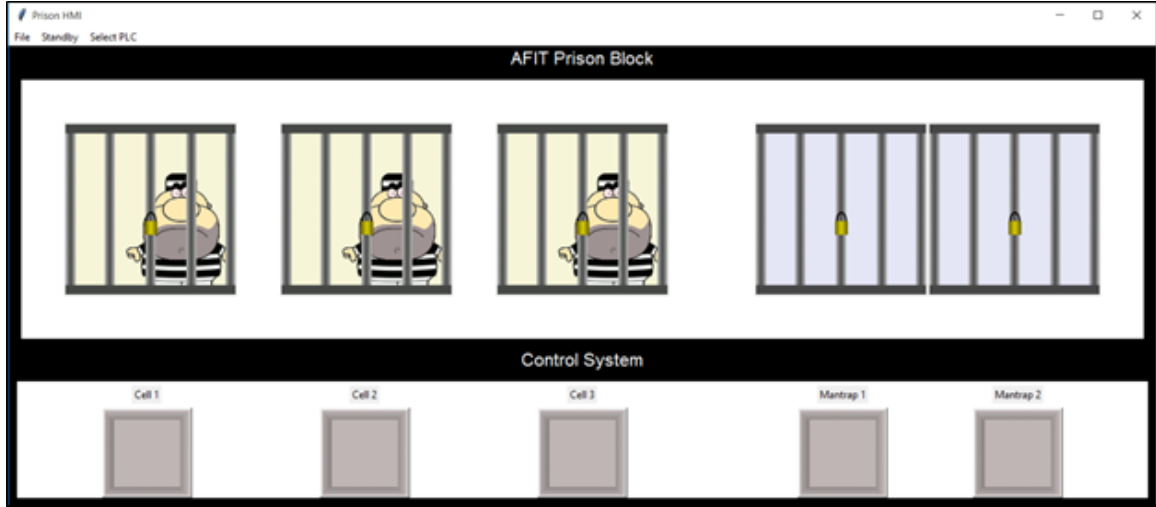 Prison HMI
File Standby Select PLC
AFIT Prison Block
Control System
Cell 1 Cell 2 Cell 3 Mantrap 1 Mantrap 2